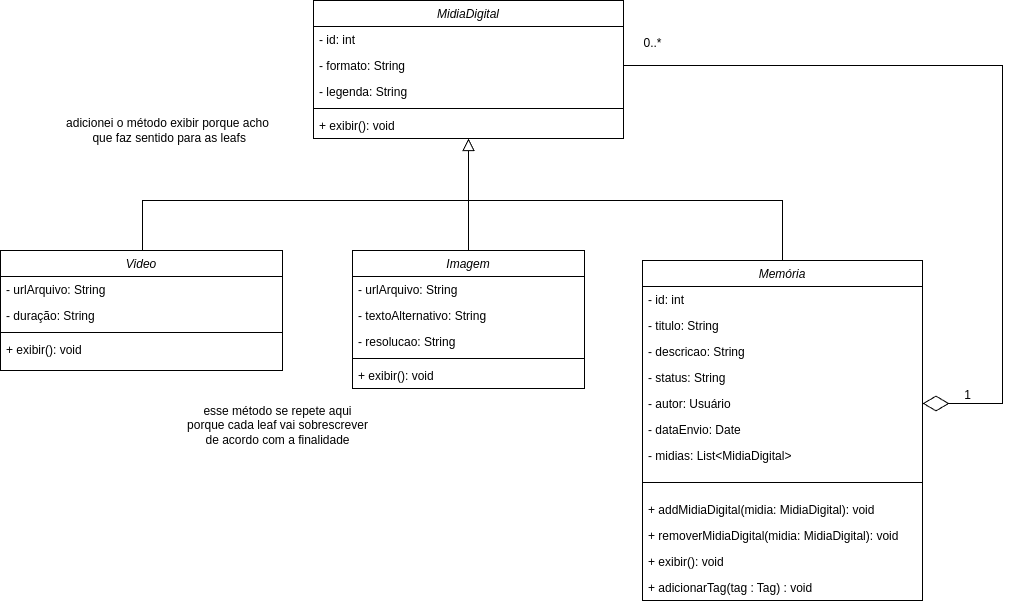 MidiaDigital
- id: int
- formato: String
- legenda: String
+ exibir(): void
0..*
adicionei o método exibir porque acho
que faz sentido para as leafs
Video
- urlArquivo: String
- duração: String
+ exibir(): void
Imagem
- urlArquivo: String
- textoAlternativo: String
- resolucao: String
+ exibir(): void
Memória
- id: int
- titulo: String
- descricao: String
- status: String
- autor: Usuário
- dataEnvio: Date
- midias: List<MidiaDigital>
+ addMidiaDigital(midia: MidiaDigital): void
+ removerMidiaDigital(midia: MidiaDigital): void
+ exibir(): void
+ adicionarTag(tag : Tag) : void
1
esse método se repete aqui
porque cada leaf vai sobrescrever
de acordo com a finalidade